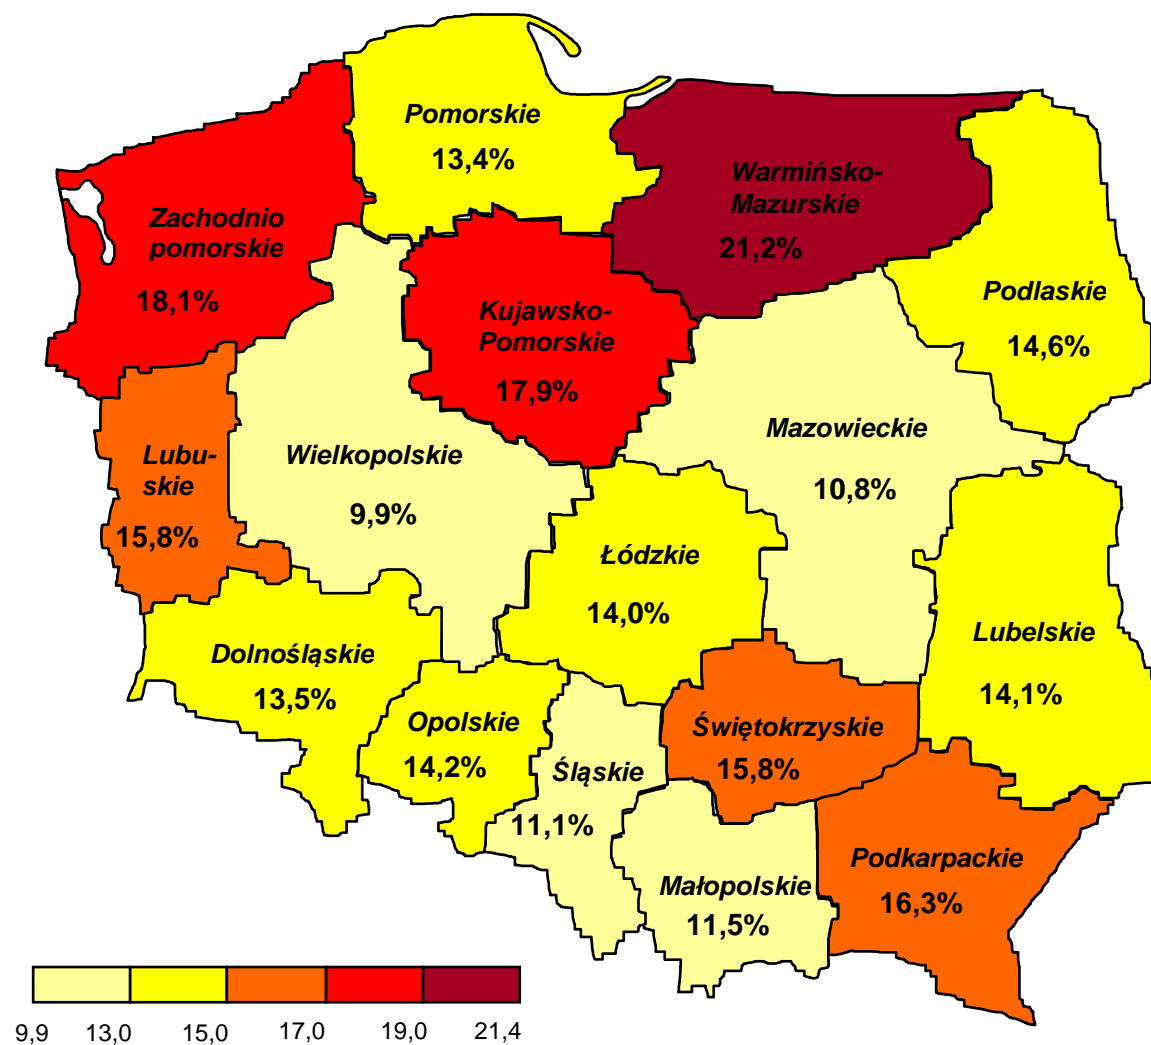 Pomorskie
13,4%
Warmińsko-
Mazurskie
21,2%
Zachodnio
pomorskie
18,1%
Podlaskie
14,6%
Kujawsko-
Pomorskie
17,9%
Mazowieckie
10,8%
Lubu-
skie
15,8%
Wielkopolskie
9,9%
Łódzkie
14,0%
Lubelskie
14,1%
Dolnośląskie
13,5%
Opolskie
14,2%
Śląskie
11,1%
Świętokrzyskie
15,8%
Małopolskie
11,5%
Podkarpackie
16,3%
9,9 13,0 15,0 17,0 19,0 21,4